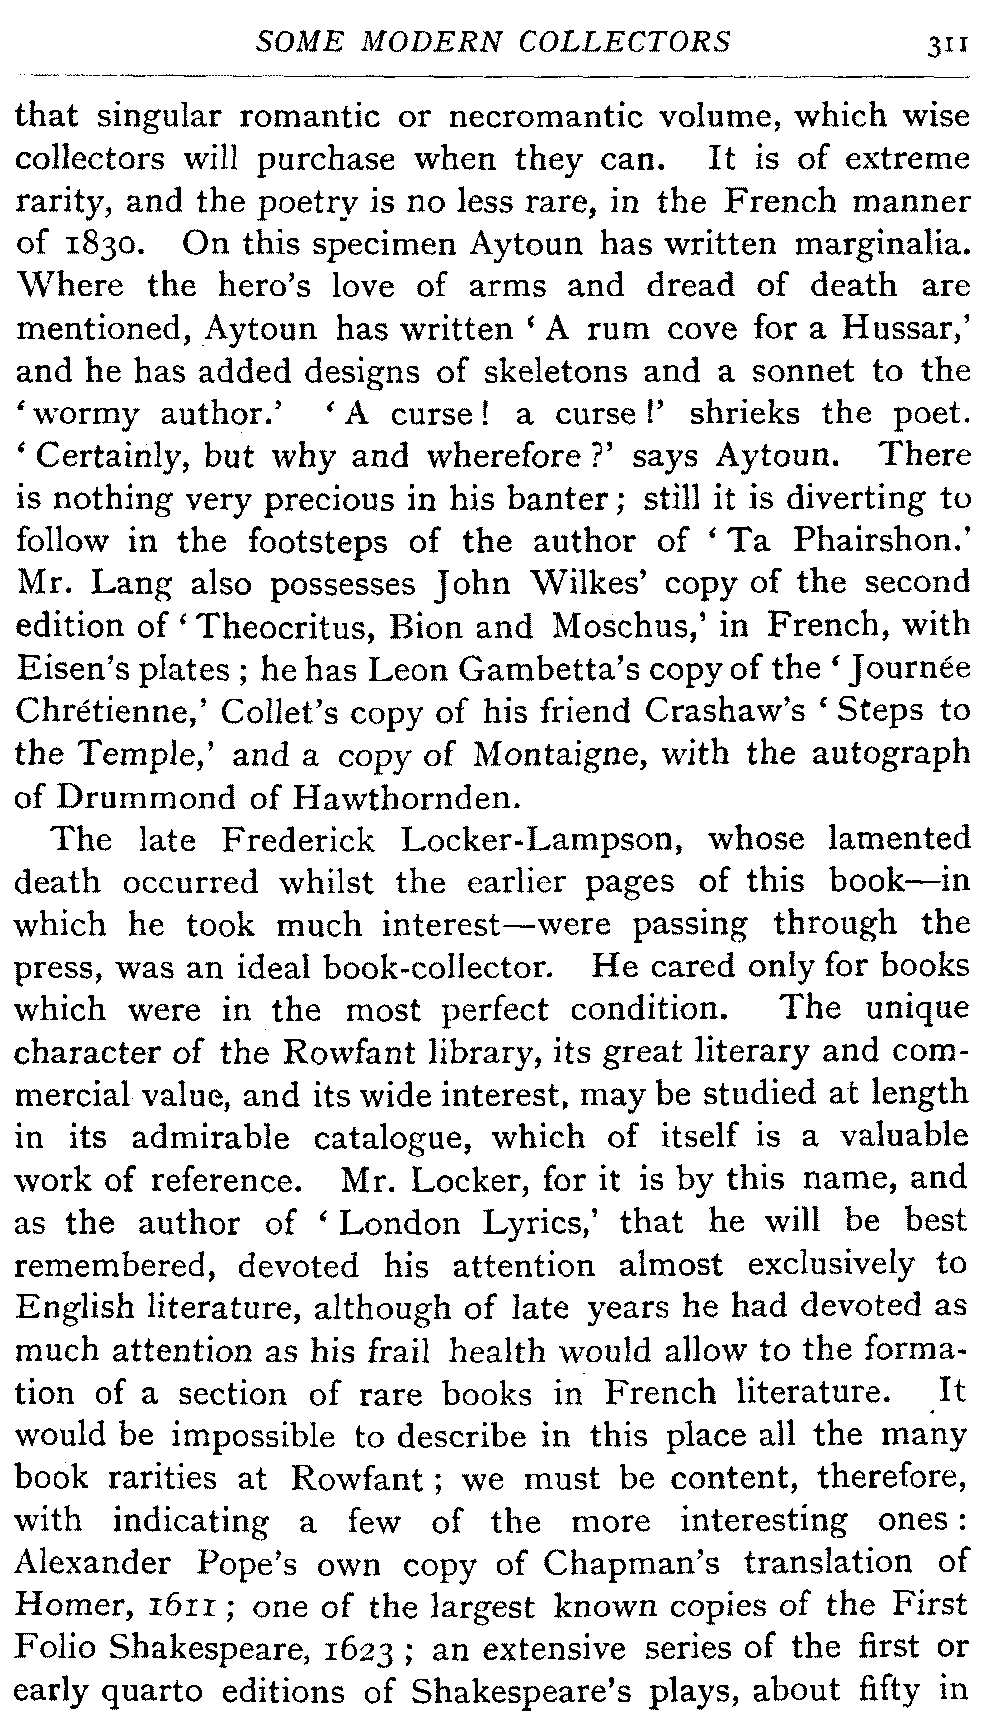 SOME MODERN COLLECTORS 311
that singular romantic or necromantic volume, which wise
collectors will purchase when they can. It is of extreme
rarity, and the poetry is no less rare, in the French manner
of 1830. On this specimen Aytoun has written marginalia.
Where the hero's love of arms and dread of death are
mentioned, Aytoun has written ‘ A rum cove for a Hussar,’
and he has added designs of skeletons and a sonnet to the
‘ wormy author.’ ‘ A curse ! a curse !’ shrieks the poet.
‘ Certainly, but why and wherefore ?’ says Aytoun. There
is nothing very precious in his banter ; still it is diverting to
follow in the footsteps of the author of ‘ Ta Phairshon.’
Mr. Lang also possesses John Wilkes’ copy of the second
edition of ‘ Theocritus, Bion and Moschus,’ in French, with
Eisen's plates ; he has Leon Gambetta's copy of the ‘ Journée
Chrétienne,’ Collet's copy of his friend Crashaw's ‘ Steps to
the Temple,’ and a copy of Montaigne, with the autograph
of Drummond of Hawthornden.
The late Frederick Locker-Lampson, whose lamented
death occurred whilst the earlier pages of this book—in
which he took much interest—were passing through the
press, was an ideal book-collector. He cared only for books
which were in the most perfect condition. The unique
character of the Rowfant library, its great literary and com-
mercial value, and its wide interest, may be studied at length
in its admirable catalogue, which of itself is a valuable
work of reference. Mr. Locker, for it is by this name, and
as the author of ‘ London Lyrics,’ that he will be best
remembered, devoted his attention almost exclusively to
English literature, although of late years he had devoted as
much attention as his frail health would allow to the forma-
tion of a section of rare books in French literature. It
would be impossible to describe in this place all the many
book rarities at Rowfant ; we must be content, therefore,
with indicating a few of the more interesting ones :
Alexander Pope's own copy of Chapman's translation of
Homer, 1611 ; one of the largest known copies of the First
Folio Shakespeare, 1623 ; an extensive series of the first or
early quarto editions of Shakespeare's plays, about fifty in